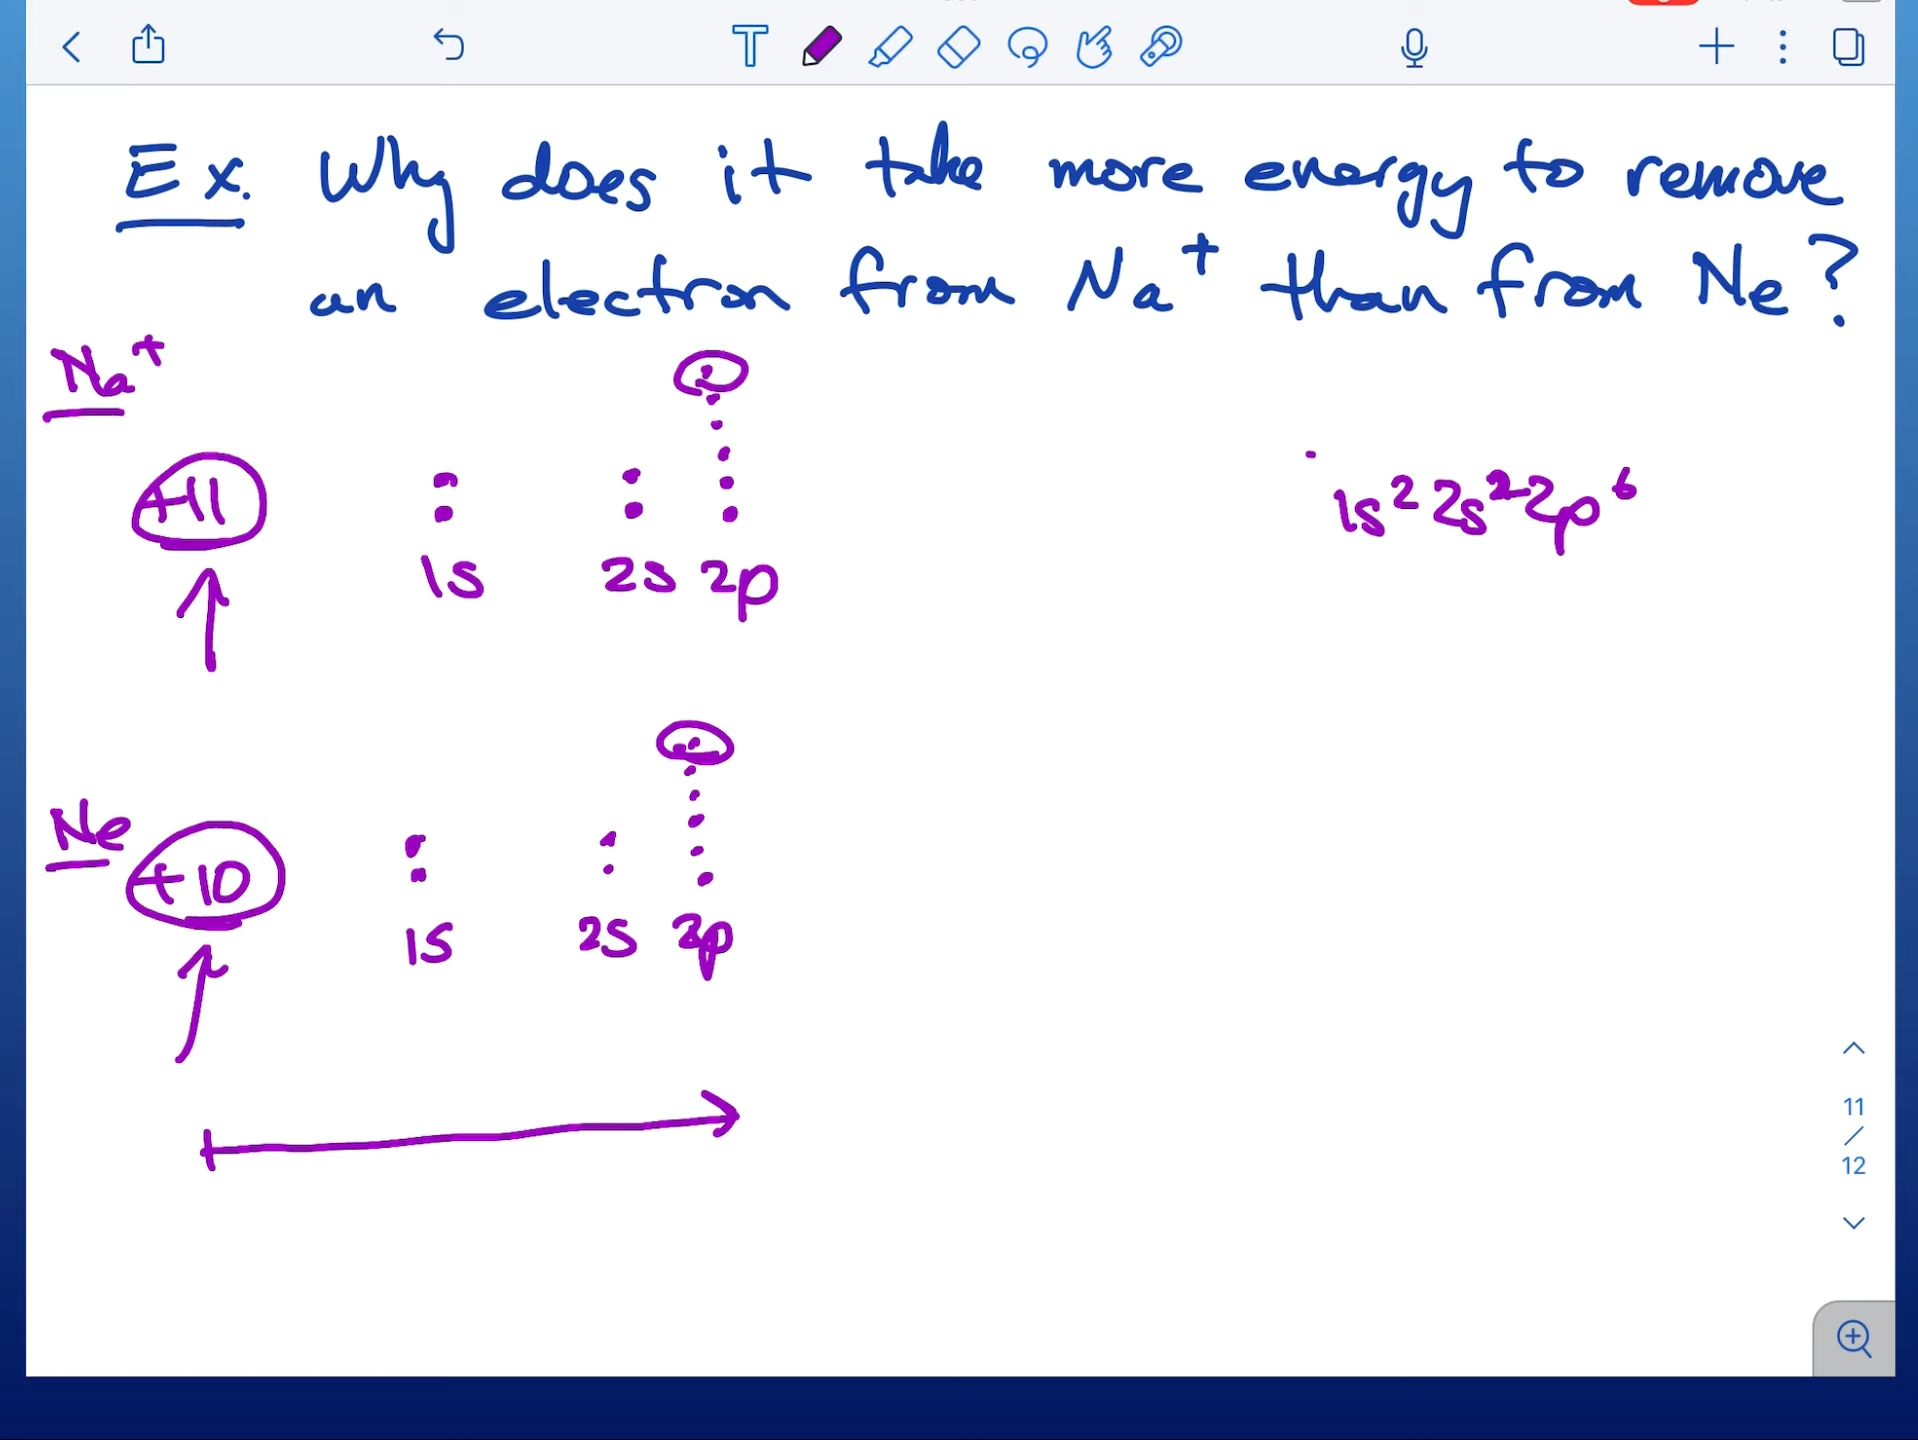 Ex. Why does it take more energy to remove
an electron from Na⁺ than from Ne?
Na⁺
+11
1s 2s 2p
1s² 2s² 2p⁶
Ne
+10
1s 2s 2p
11
/
12